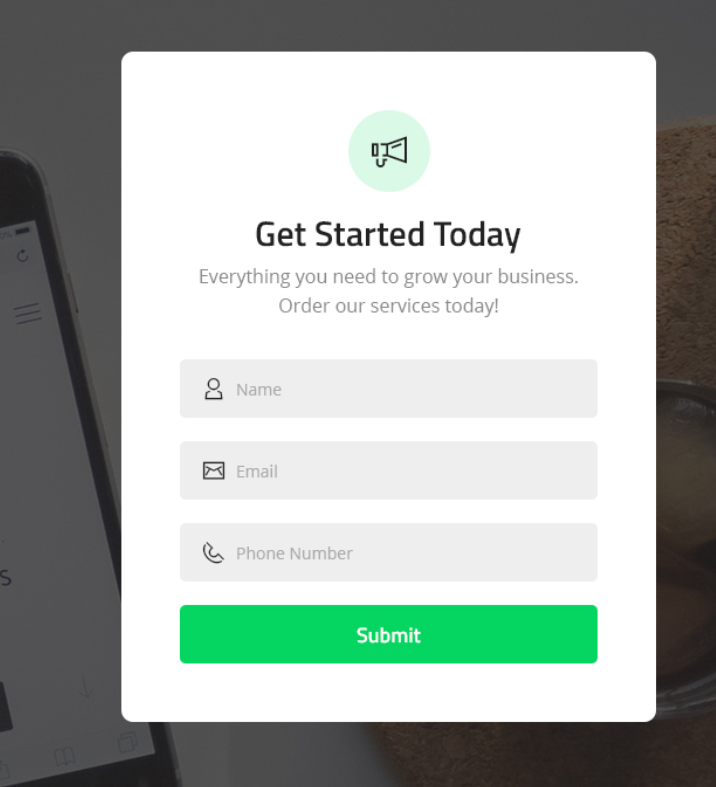 Get Started Today
Everything you need to grow your business.
Order our services today!
Name
Email
Phone Number
Submit